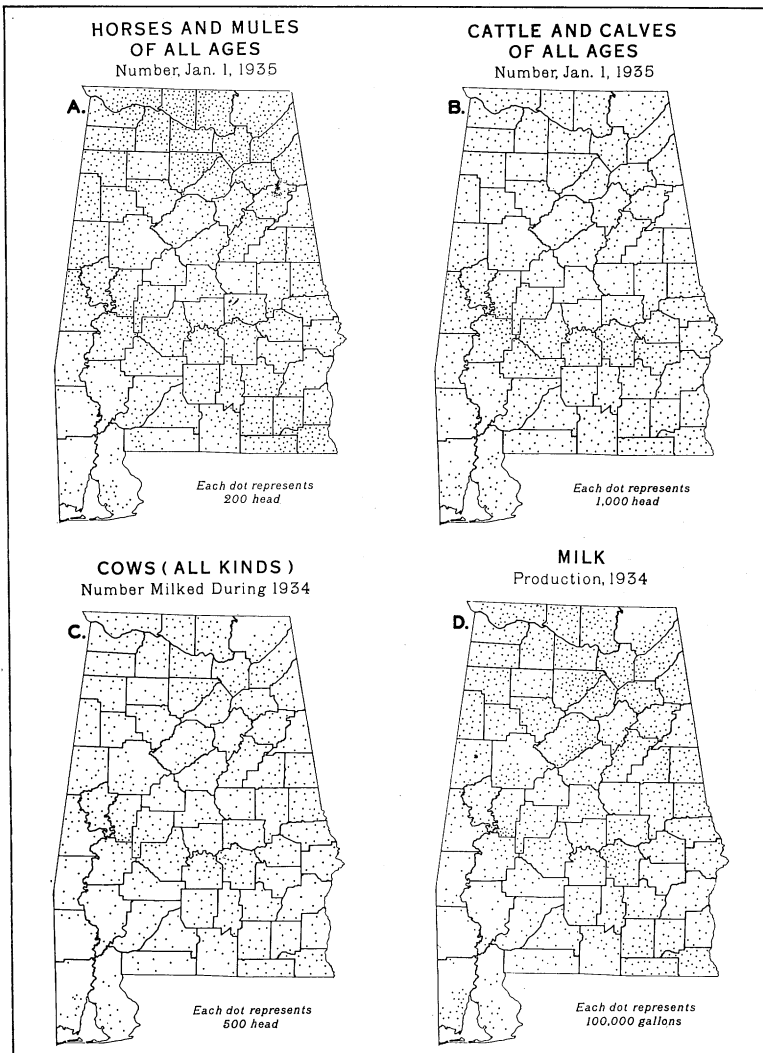 HORSES AND MULES
OF ALL AGES
Number, Jan. 1, 1935
A.
Each dot represents
200 head
CATTLE AND CALVES
OF ALL AGES
Number, Jan. 1, 1935
B.
Each dot represents
1,000 head
COWS ( ALL KINDS )
Number Milked During 1934
C.
Each dot represents
500 head
MILK
Production, 1934
D.
Each dot represents
100,000 gallons